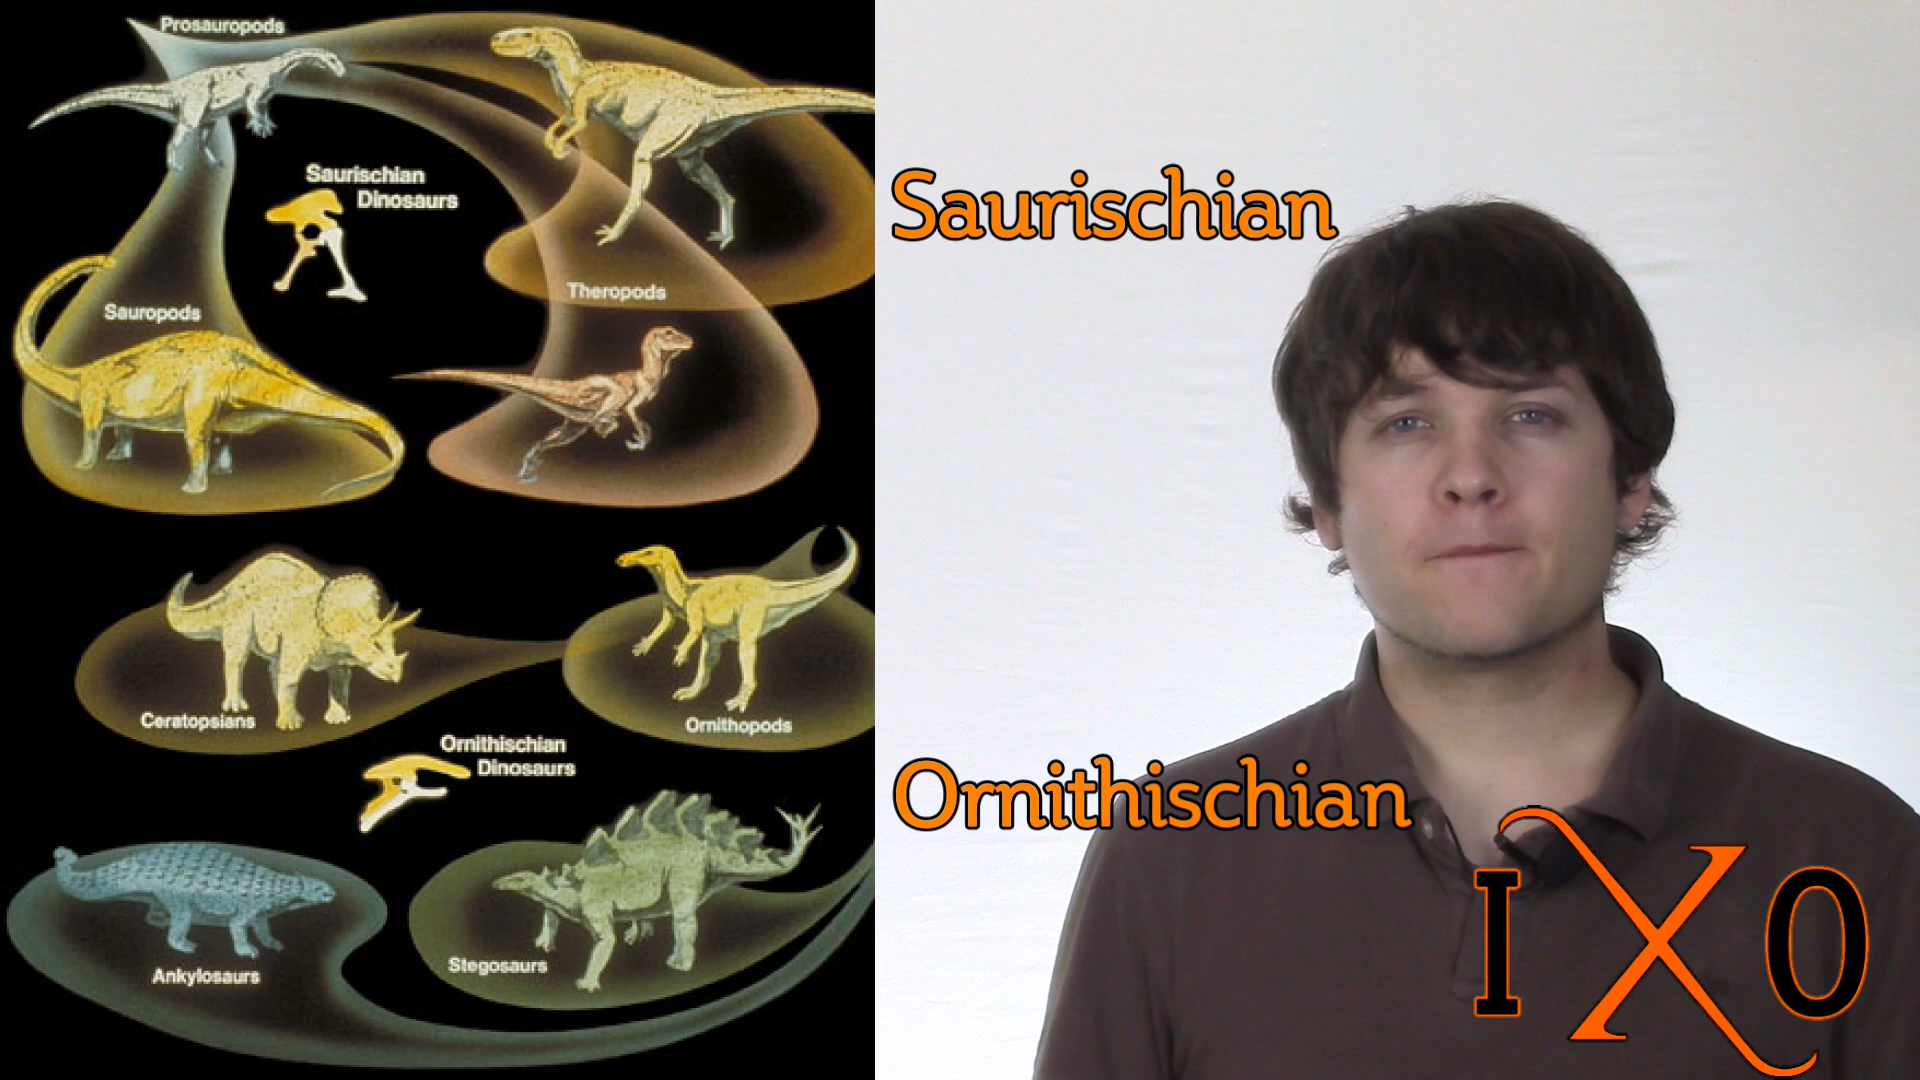 Prosauropods
Saurischian
Dinosaurs
Theropods
Sauropods
Ceratopsians
Ornithopods
Ornithischian
Dinosaurs
Stegosaurs
Ankylosaurs
Saurischian
Ornithischian
IX0